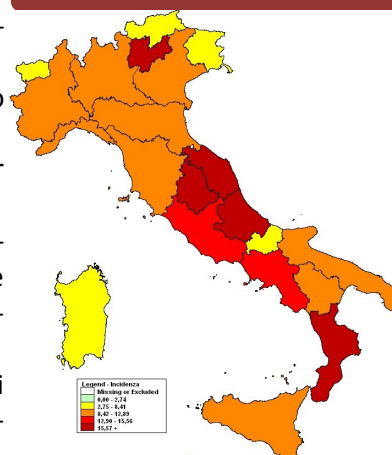 Legend - Incidenza
Missing or Excluded
0,00 - 2,74
2,75 - 8,41
8,42 - 12,89
12,90 - 15,56
15,57 +